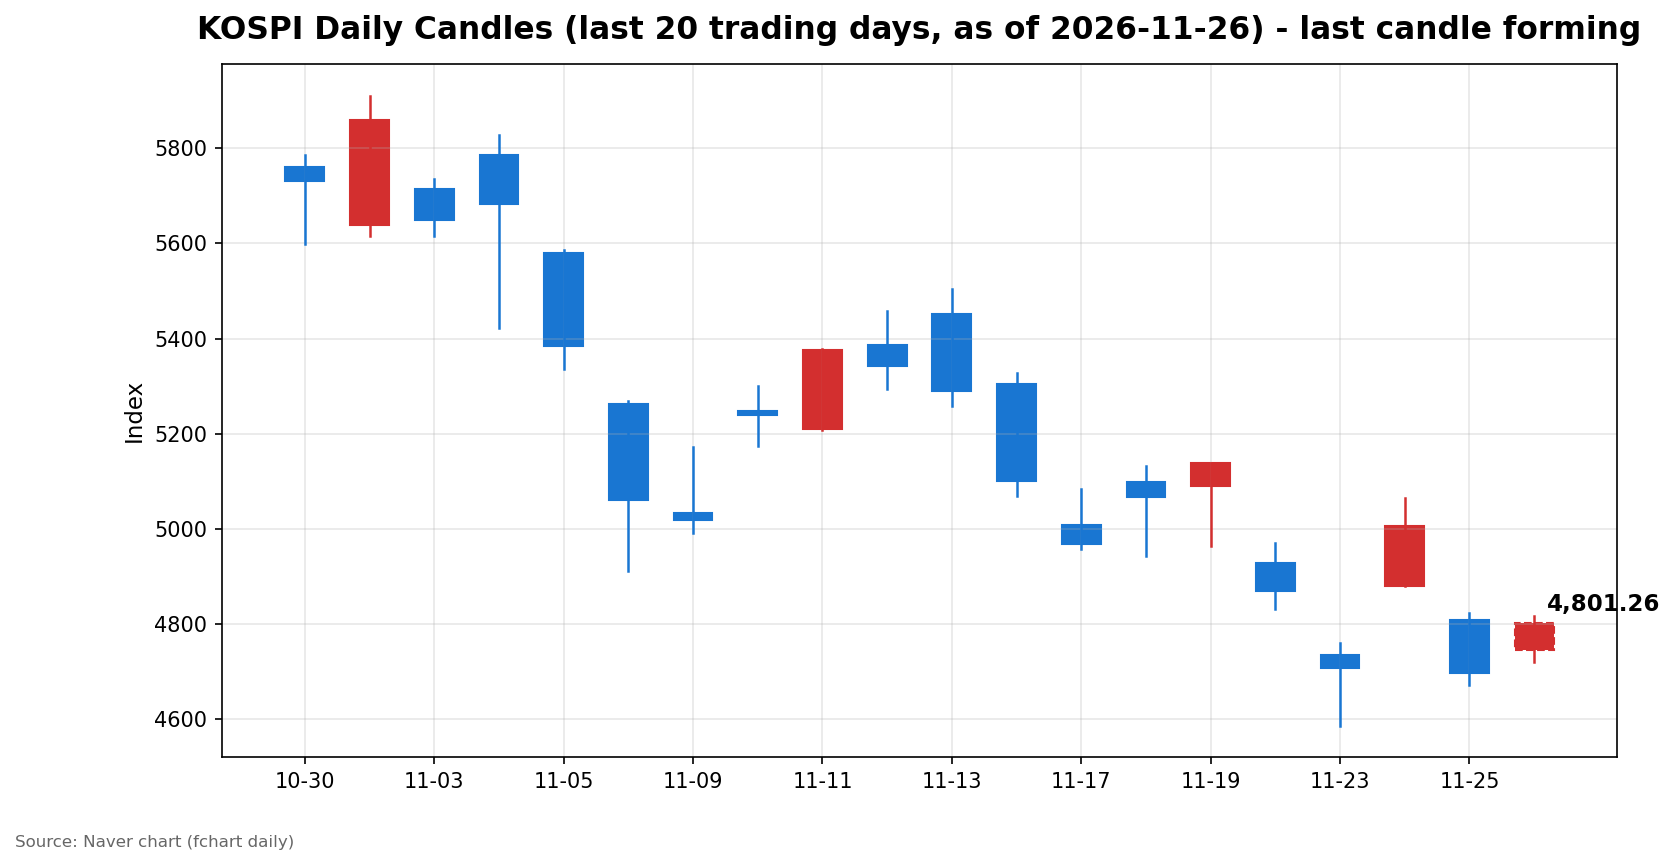 KOSPI Daily Candles (last 20 trading days, as of 2026-11-26) - last candle forming
5800
5600
5400
5200
5000
4800
4600
Index
4,801.26
10-30 11-03 11-05 11-09 11-11 11-13 11-17 11-19 11-23 11-25
Source: Naver chart (fchart daily)